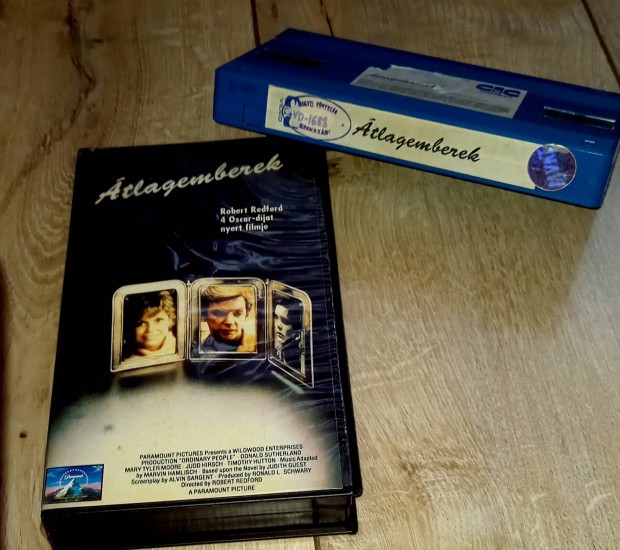 Átlagemberek
Robert Redford
4 Oscar-díjat
nyert filmje
PARAMOUNT PICTURES Presents a WILDWOOD ENTERPRISES
PRODUCTION "ORDINARY PEOPLE" · DONALD SUTHERLAND
MARY TYLER MOORE · JUDD HIRSCH · TIMOTHY HUTTON · Music Adapted
by MARVIN HAMLISCH · Based upon the Novel by JUDITH GUEST
Screenplay by ALVIN SARGENT · Produced by RONALD L. SCHWARY
Directed by ROBERT REDFORD
A PARAMOUNT PICTURE
Paramount
CIC
VD-1685
Átlagemberek